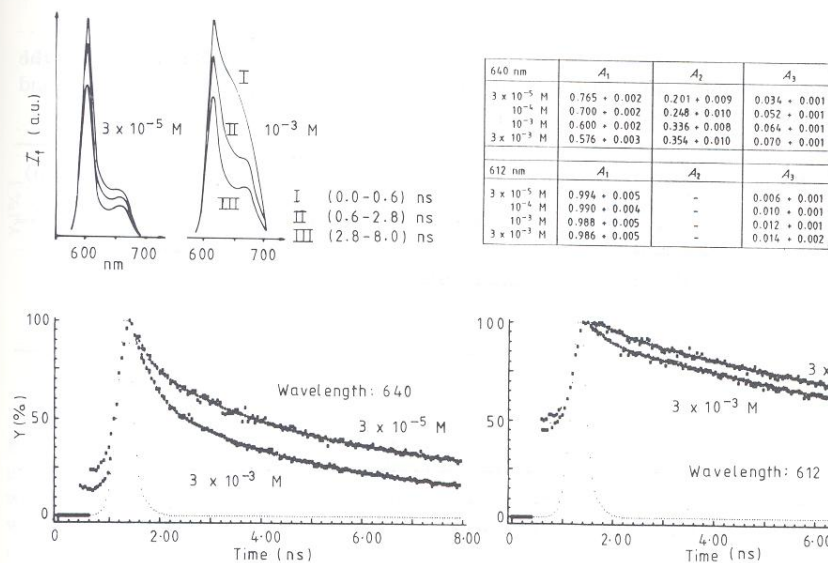 I_f (a.u.)
3 x 10⁻⁵ M
I
II
III
10⁻³ M
600 700
nm
600 700
I (0.0-0.6) ns
II (0.6-2.8) ns
III (2.8-8.0) ns
640 nm A₁ A₂ A₃
3 x 10⁻⁵ M 0.765 + 0.002 0.201 + 0.009 0.034 + 0.001
10⁻⁴ M 0.700 + 0.002 0.248 + 0.010 0.052 + 0.001
10⁻³ M 0.600 + 0.002 0.336 + 0.008 0.064 + 0.001
3 x 10⁻³ M 0.576 + 0.003 0.354 + 0.010 0.070 + 0.001
612 nm A₁ A₂ A₃
3 x 10⁻⁵ M 0.994 + 0.005 - 0.006 + 0.001
10⁻⁴ M 0.990 + 0.004 - 0.010 + 0.001
10⁻³ M 0.988 + 0.005 - 0.012 + 0.001
3 x 10⁻³ M 0.986 + 0.005 - 0.014 + 0.002
Y(%)
100
50
0
Wavelength: 640
3 x 10⁻⁵ M
3 x 10⁻³ M
0 2·00 4·00 6·00 8·00
Time (ns)
100
50
0
3 x
3 x 10⁻³ M
Wavelength: 612
0 2·00 4·00 6·0
Time (ns)